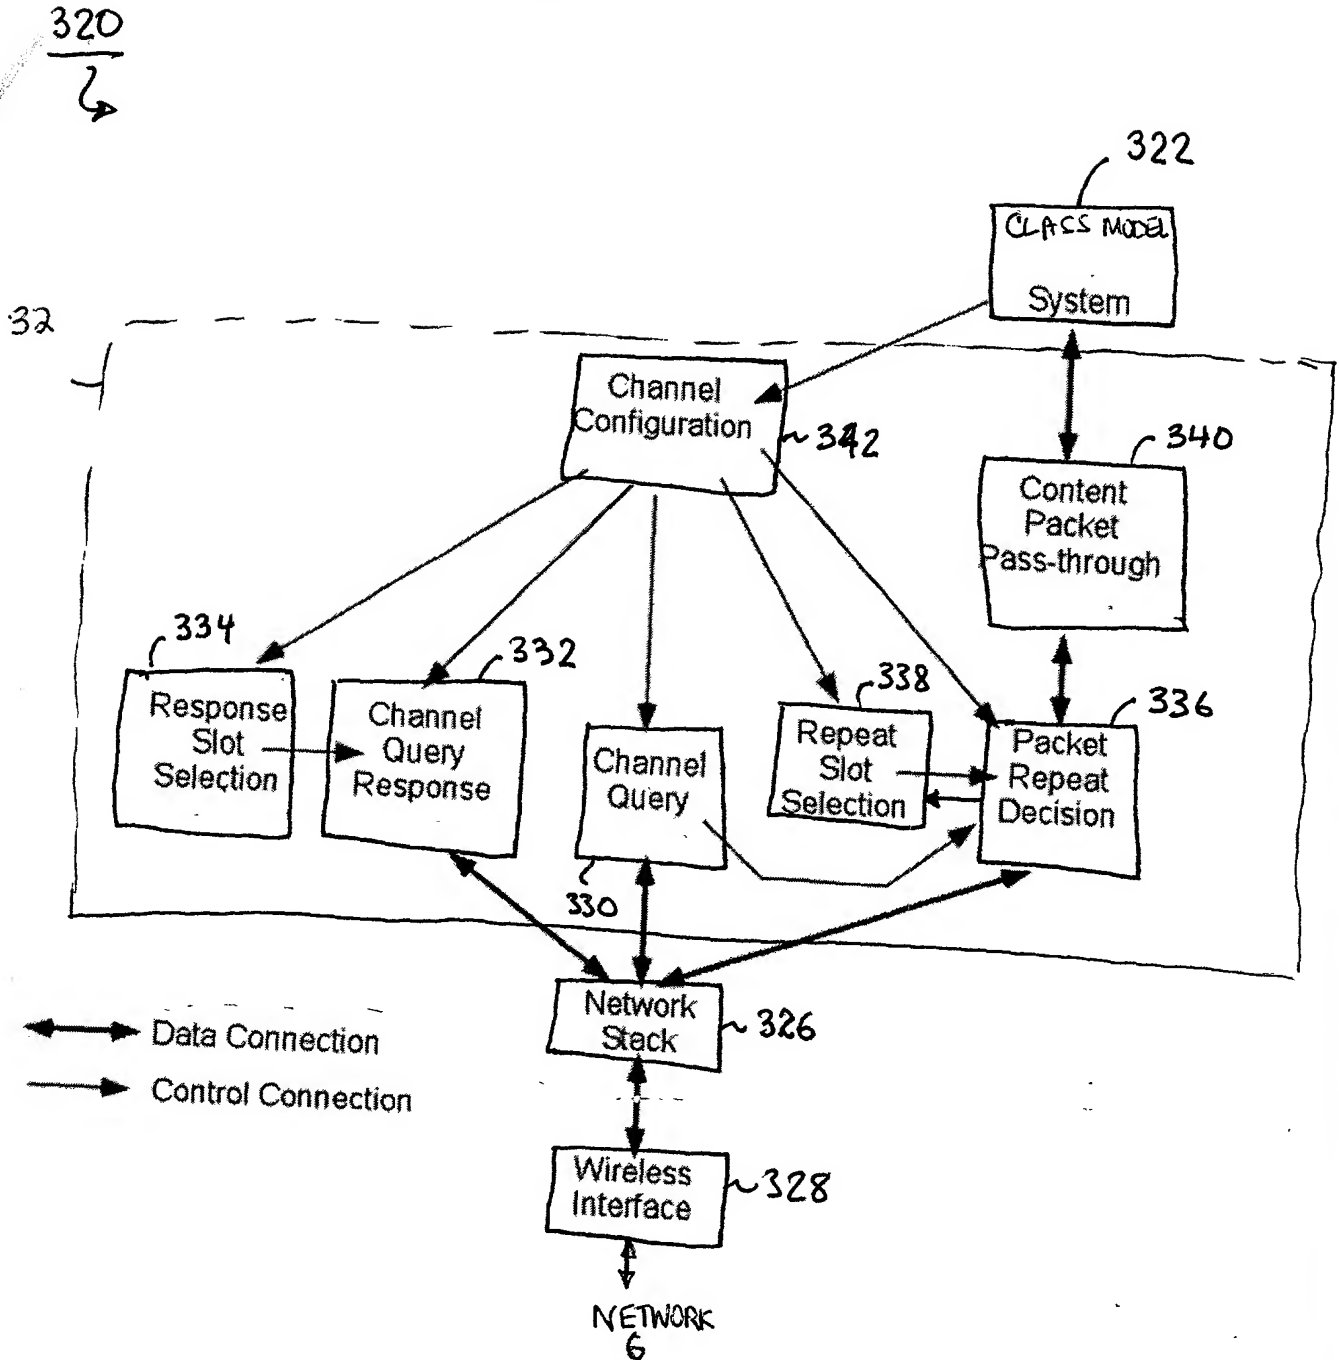 320
322
CLASS MODEL
System
32
Channel
Configuration
342
340
Content
Packet
Pass-through
334
332
338
336
Response
Slot
Selection
Channel
Query
Response
Channel
Query
Repeat
Slot
Selection
Packet
Repeat
Decision
330
Network
Stack
326
Data Connection
Control Connection
Wireless
Interface
328
NETWORK
6